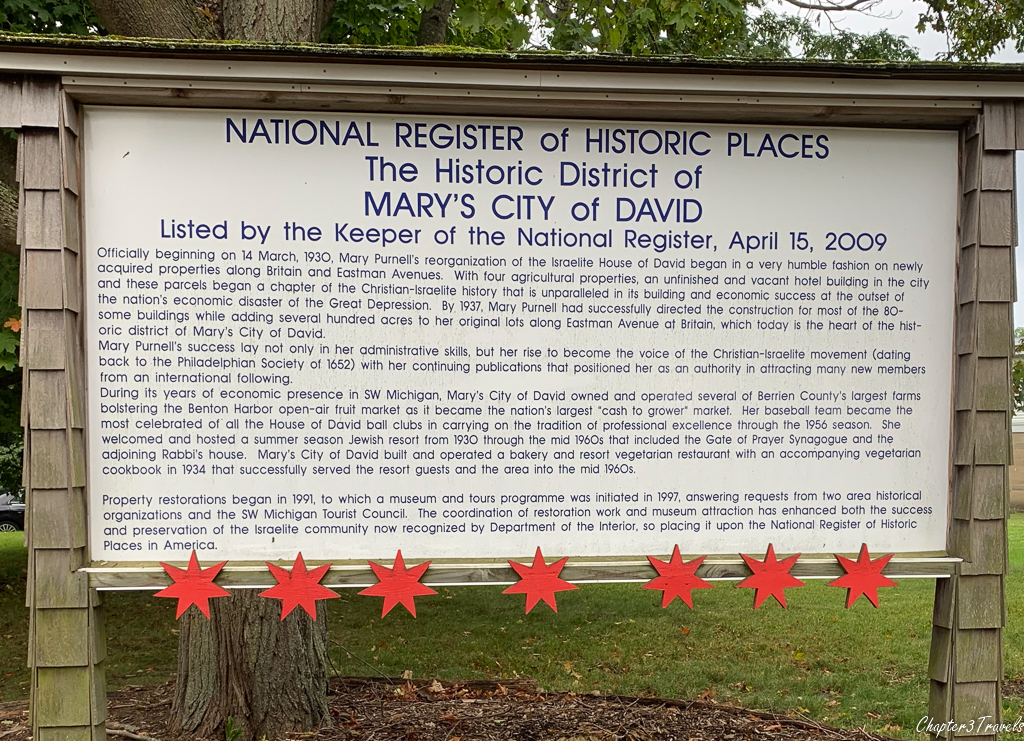 NATIONAL REGISTER of HISTORIC PLACES
The Historic District of
MARY'S CITY of DAVID
Listed by the Keeper of the National Register, April 15, 2009
Officially beginning on 14 March, 1930, Mary Purnell's reorganization of the Israelite House of David began in a very humble fashion on newly
acquired properties along Britain and Eastman Avenues. With four agricultural properties, an unfinished and vacant hotel building in the city
and these parcels began a chapter of the Christian-Israelite history that is unparalleled in its building and economic success at the outset of
the nation's economic disaster of the Great Depression. By 1937, Mary Purnell had successfully directed the construction for most of the 80-
some buildings while adding several hundred acres to her original lots along Eastman Avenue at Britain, which today is the heart of the hist-
oric district of Mary's City of David.
Mary Purnell's success lay not only in her administrative skills, but her rise to become the voice of the Christian-Israelite movement (dating
back to the Philadelphian Society of 1652) with her continuing publications that positioned her as an authority in attracting many new members
from an international following.
During its years of economic presence in SW Michigan, Mary's City of David owned and operated several of Berrien County's largest farms
bolstering the Benton Harbor open-air fruit market as it became the nation's largest "cash to grower" market. Her baseball team became the
most celebrated of all the House of David ball clubs in carrying on the tradition of professional excellence through the 1956 season. She
welcomed and hosted a summer season Jewish resort from 1930 through the mid 1960s that included the Gate of Prayer Synagogue and the
adjoining Rabbi's house. Mary's City of David built and operated a bakery and resort vegetarian restaurant with an accompanying vegetarian
cookbook in 1934 that successfully served the resort guests and the area into the mid 1960s.
Property restorations began in 1991, to which a museum and tours programme was initiated in 1997, answering requests from two area historical
organizations and the SW Michigan Tourist Council. The coordination of restoration work and museum attraction has enhanced both the success
and preservation of the Israelite community now recognized by Department of the Interior, so placing it upon the National Register of Historic
Places in America.
Chapter3Travels